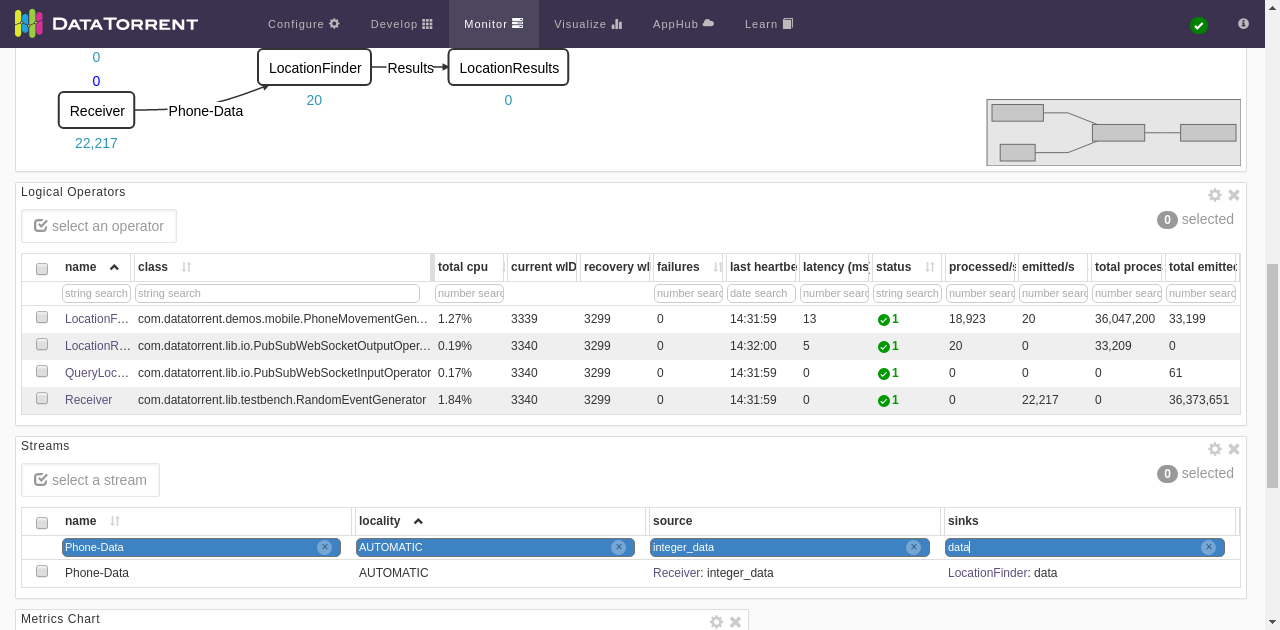 DATATORRENT Configure Develop Monitor Visualize AppHub Learn
0
LocationFinder Results LocationResults
0
Receiver Phone-Data 20 0
22,217
Logical Operators
select an operator 0 selected
name class total cpu current wID recovery wI failures last heartbe latency (ms status processed/s emitted/s total proces total emitte
string search string search number searc number searc date search number searc string search number searc number searc number searc number searc
LocationF... com.datatorrent.demos.mobile.PhoneMovementGen... 1.27% 3339 3299 0 14:31:59 13 1 18,923 20 36,047,200 33,199
LocationR... com.datatorrent.lib.io.PubSubWebSocketOutputOper... 0.19% 3340 3299 0 14:32:00 5 1 20 0 33,209 0
QueryLoc... com.datatorrent.lib.io.PubSubWebSocketInputOperator 0.17% 3340 3299 0 14:31:59 0 1 0 0 0 61
Receiver com.datatorrent.lib.testbench.RandomEventGenerator 1.84% 3340 3299 0 14:31:59 0 1 0 22,217 0 36,373,651
Streams
select a stream 0 selected
name locality source sinks
Phone-Data AUTOMATIC integer_data data
Phone-Data AUTOMATIC Receiver: integer_data LocationFinder: data
Metrics Chart